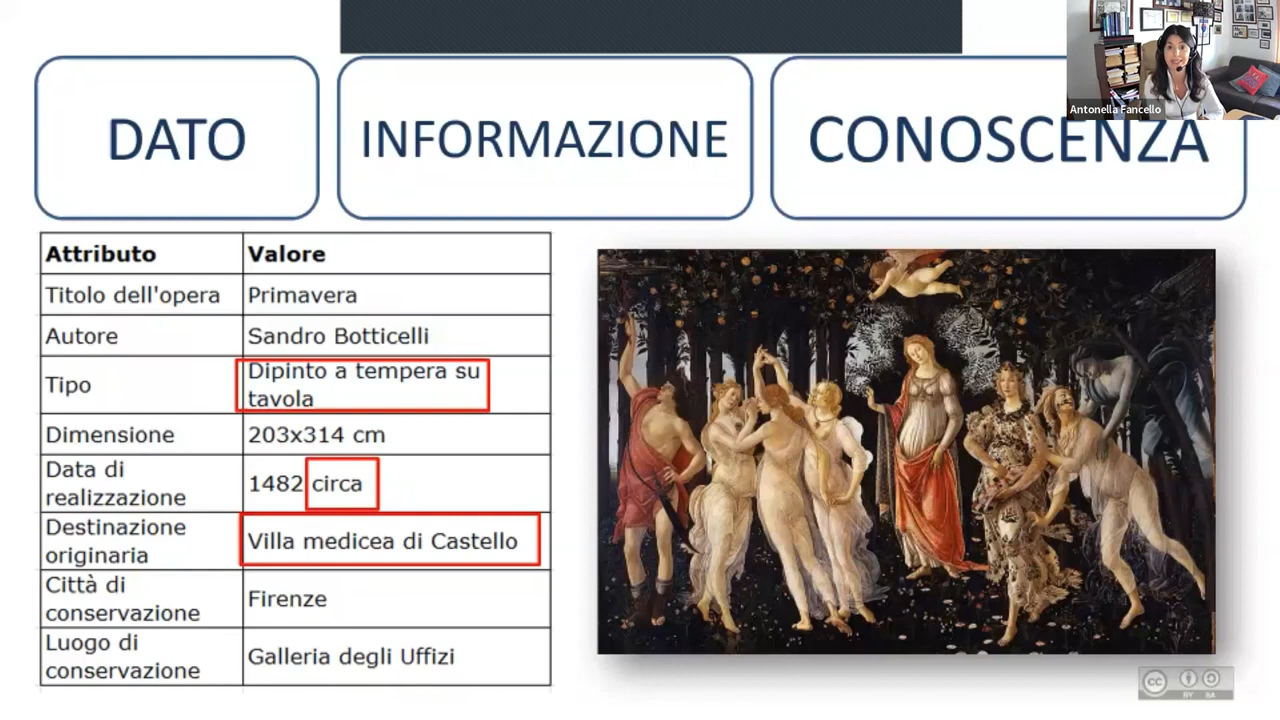 DATO
INFORMAZIONE
CONOSCENZA
Antonella Fancello
Attributo Valore
Titolo dell'opera Primavera
Autore Sandro Botticelli
Tipo Dipinto a tempera su
tavola
Dimensione 203x314 cm
Data di
realizzazione 1482 circa
Destinazione
originaria Villa medicea di Castello
Città di
conservazione Firenze
Luogo di
conservazione Galleria degli Uffizi
cc
BY SA